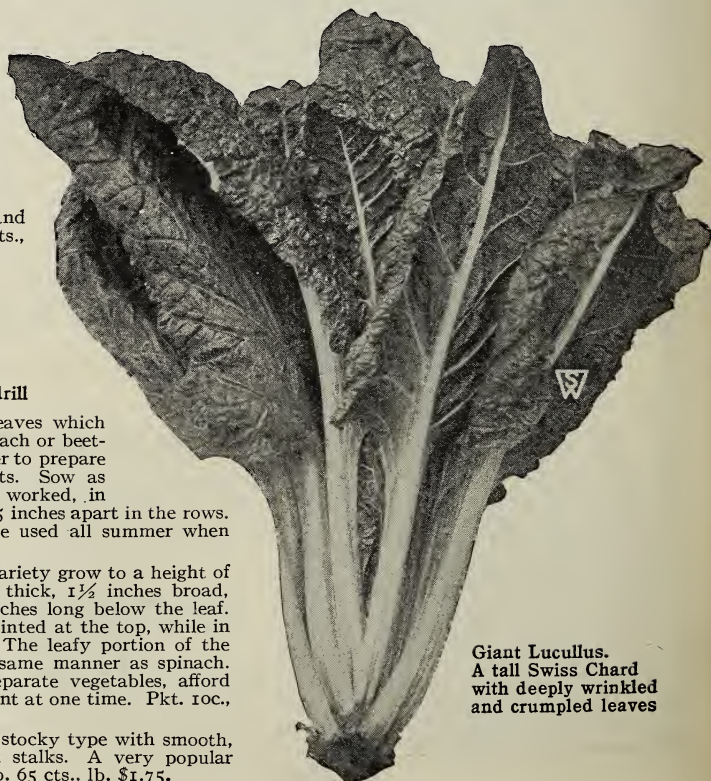 and
ts.,
drill
eaves which
ach or beet-
er to prepare
ts. Sow as
worked, in
inches apart in the rows.
e used all summer when
ariety grow to a height of
thick, 1½ inches broad,
ches long below the leaf.
inted at the top, while in
The leafy portion of the
same manner as spinach.
eparate vegetables, afford
nt at one time. Pkt. 10c.,
stocky type with smooth,
stalks. A very popular
b. 65 cts., lb. $1.75.
SW
Giant Lucullus.
A tall Swiss Chard
with deeply wrinkled
and crumpled leaves